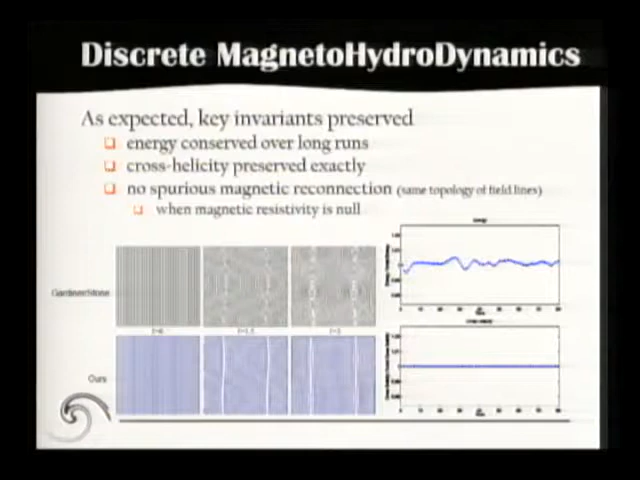 Discrete MagnetoHydroDynamics
As expected, key invariants preserved
energy conserved over long runs
cross-helicity preserved exactly
no spurious magnetic reconnection (same topology of field lines)
when magnetic resistivity is null
Gardiner/Stone
Ours